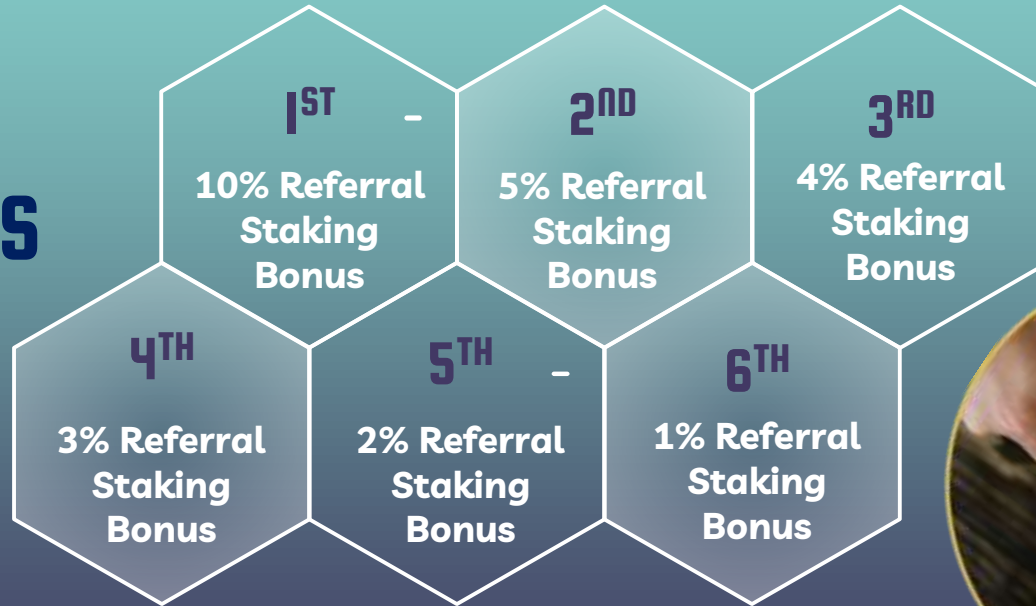 1ST -
10% Referral
Staking
Bonus
2ND
5% Referral
Staking
Bonus
3RD
4% Referral
Staking
Bonus
S
4TH
3% Referral
Staking
Bonus
5TH -
2% Referral
Staking
Bonus
6TH
1% Referral
Staking
Bonus